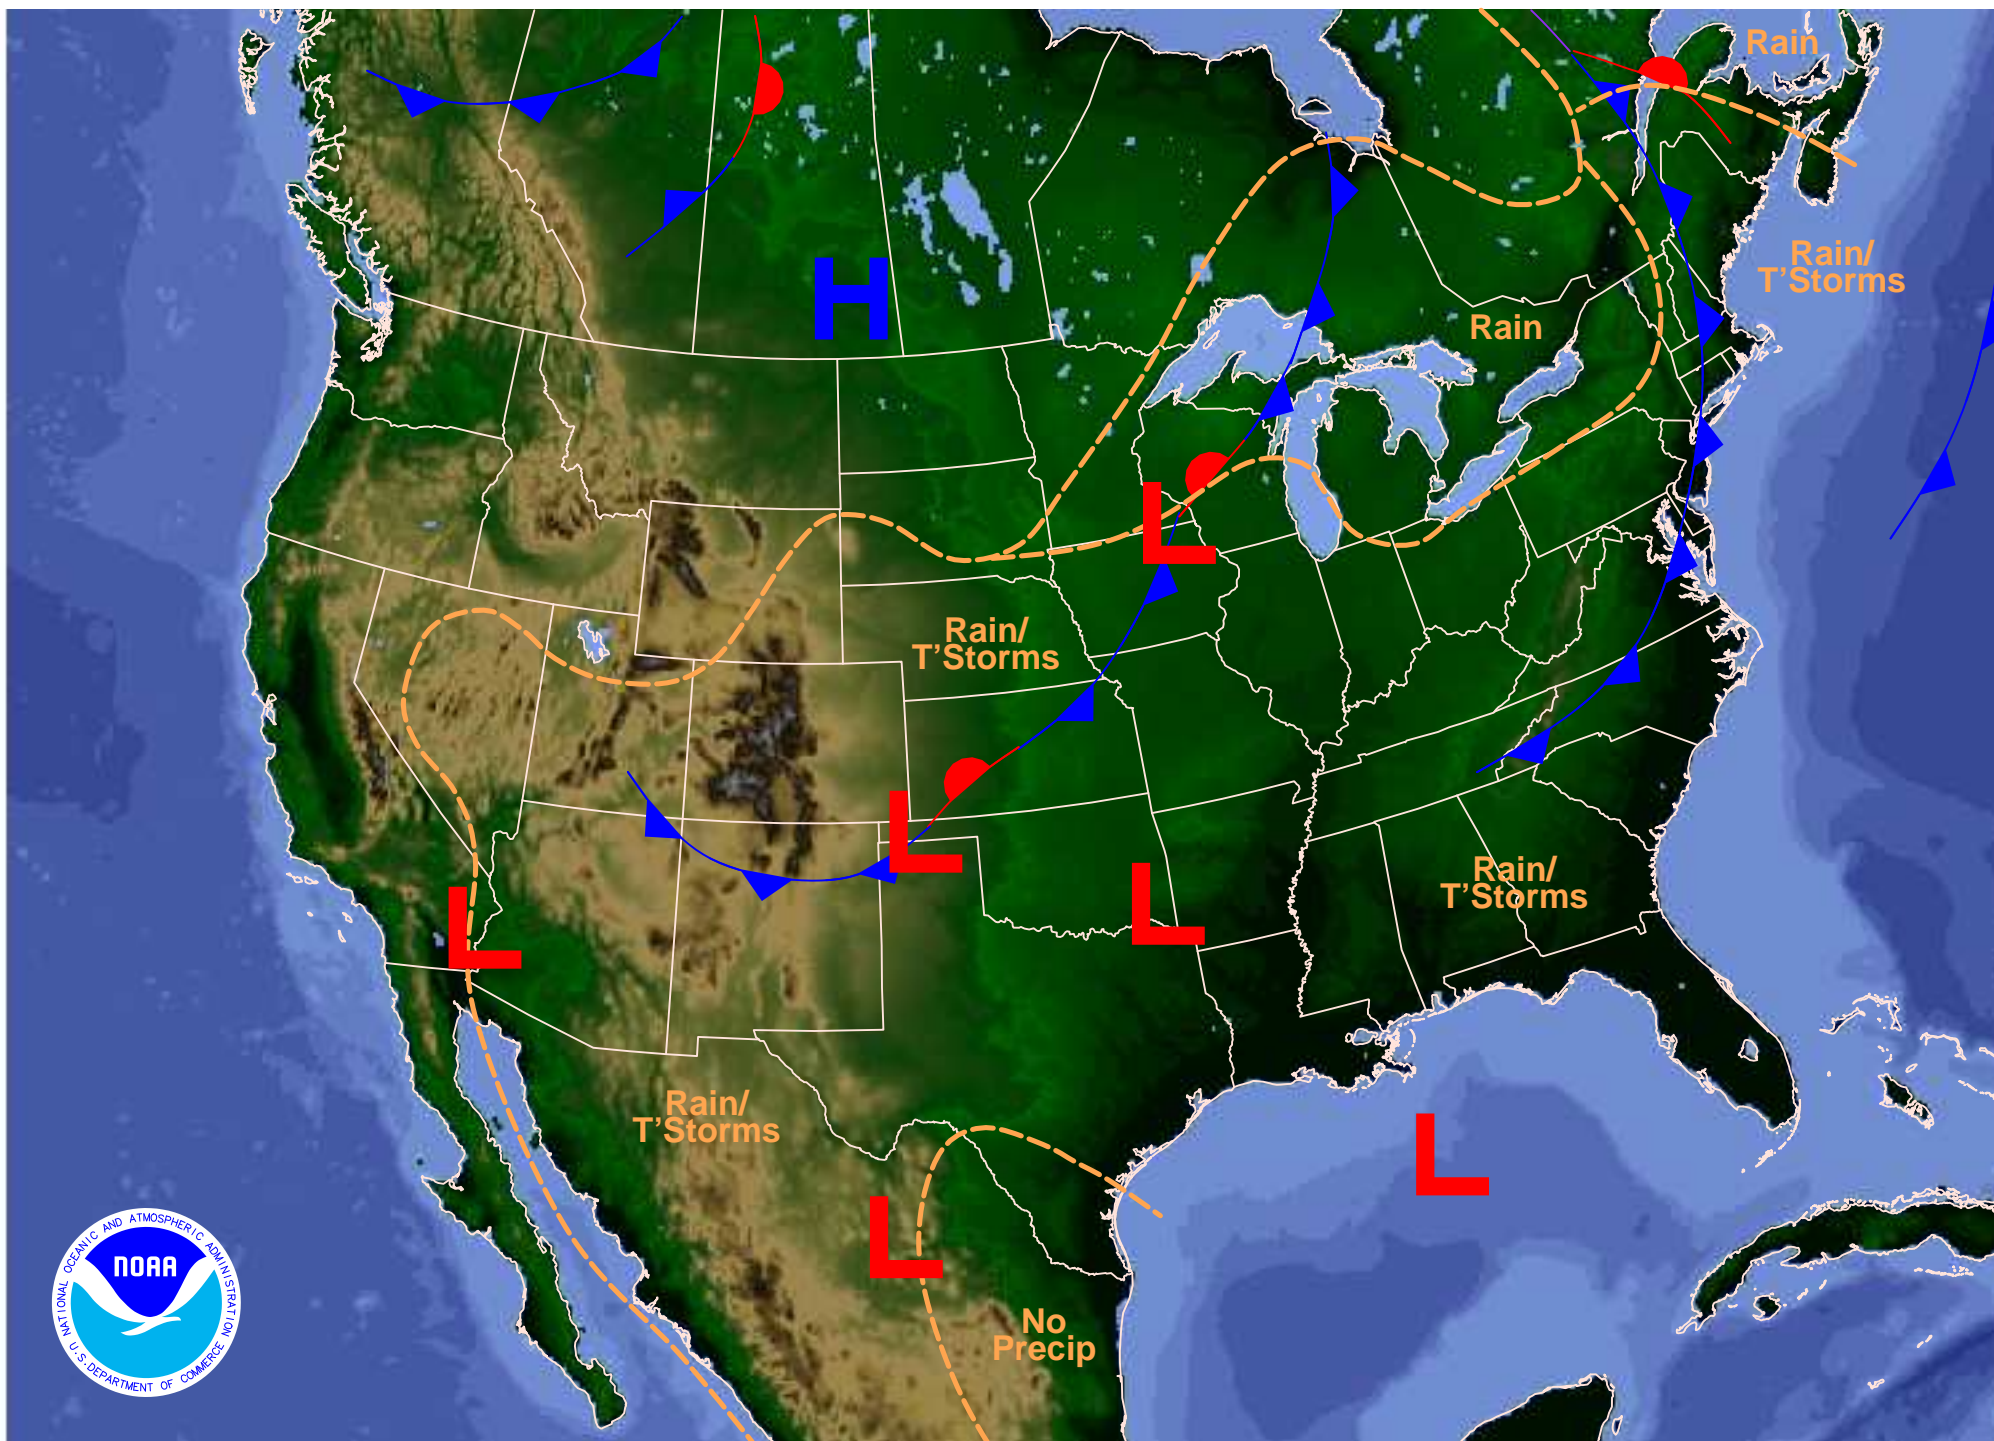 Rain
Rain/
T'Storms
H
Rain
L
Rain/
T'Storms
L
L
Rain/
T'Storms
L
Rain/
T'Storms
L
L
No
Precip
NATIONAL OCEANIC AND ATMOSPHERIC ADMINISTRATION
NOAA
U.S. DEPARTMENT OF COMMERCE